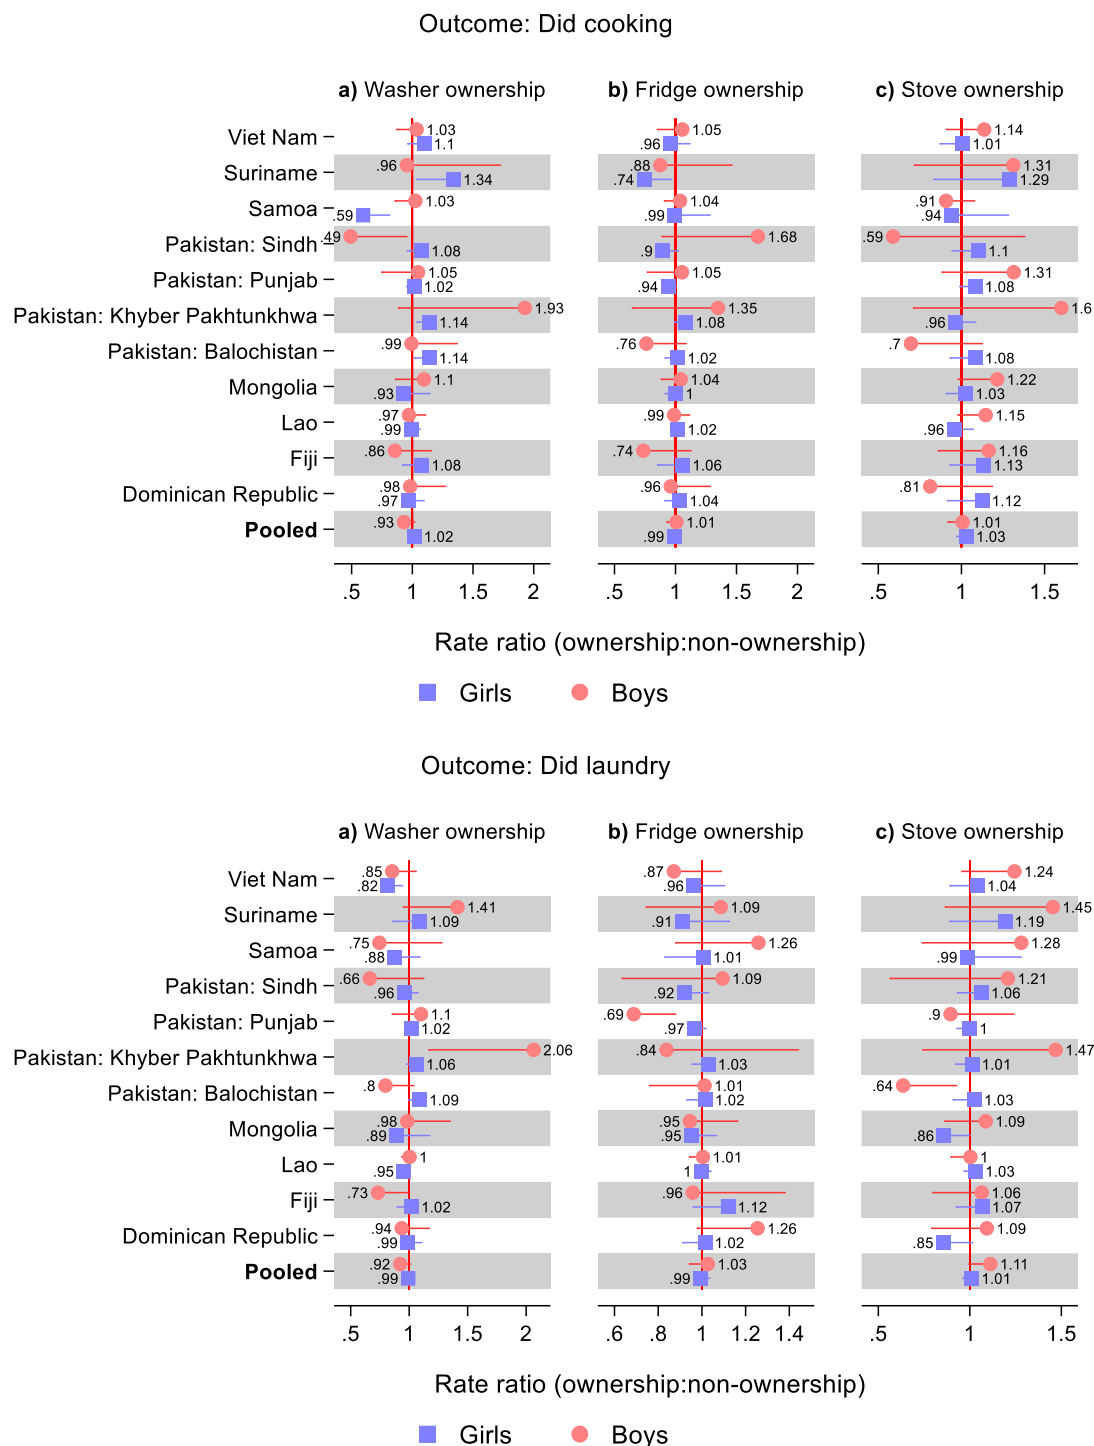 Outcome: Did cooking
a) Washer ownership b) Fridge ownership c) Stove ownership
Viet Nam 1.03 1.1 1.05 .96 1.14 1.01
Suriname .96 1.34 .88 .74 1.31 1.29
Samoa 1.03 .59 1.04 .99 .91 .94
Pakistan: Sindh .49 1.08 1.68 .9 .59 1.1
Pakistan: Punjab 1.05 1.02 1.05 .94 1.31 1.08
Pakistan: Khyber Pakhtunkhwa 1.93 1.14 1.35 1.08 1.6 .96
Pakistan: Balochistan .99 1.14 .76 1.02 .7 1.08
Mongolia 1.1 .93 1.04 1 1.22 1.03
Lao .97 .99 .99 1.02 1.15 .96
Fiji .86 1.08 .74 1.06 1.16 1.13
Dominican Republic .98 .97 .96 1.04 .81 1.12
Pooled .93 1.02 1.01 .99 1.01 1.03
.5 1 1.5 2 .5 1 1.5 2 .5 1 1.5
Rate ratio (ownership:non-ownership)
Girls Boys
Outcome: Did laundry
a) Washer ownership b) Fridge ownership c) Stove ownership
Viet Nam .85 .82 .87 .96 1.24 1.04
Suriname 1.41 1.09 1.09 .91 1.45 1.19
Samoa .75 .88 1.26 1.01 1.28 .99
Pakistan: Sindh .66 .96 1.09 .92 1.21 1.06
Pakistan: Punjab 1.1 1.02 .69 .97 .9 1
Pakistan: Khyber Pakhtunkhwa 2.06 1.06 .84 1.03 1.47 1.01
Pakistan: Balochistan .8 1.09 1.01 1.02 .64 1.03
Mongolia .98 .89 .95 .95 1.09 .86
Lao 1 .95 1.01 1 1 1.03
Fiji .73 1.02 .96 1.12 1.06 1.07
Dominican Republic .94 .99 1.26 1.02 1.09 .85
Pooled .92 .99 1.03 .99 1.11 1.01
.5 1 1.5 2 .6 .8 1 1.2 1.4 .5 1 1.5
Rate ratio (ownership:non-ownership)
Girls Boys